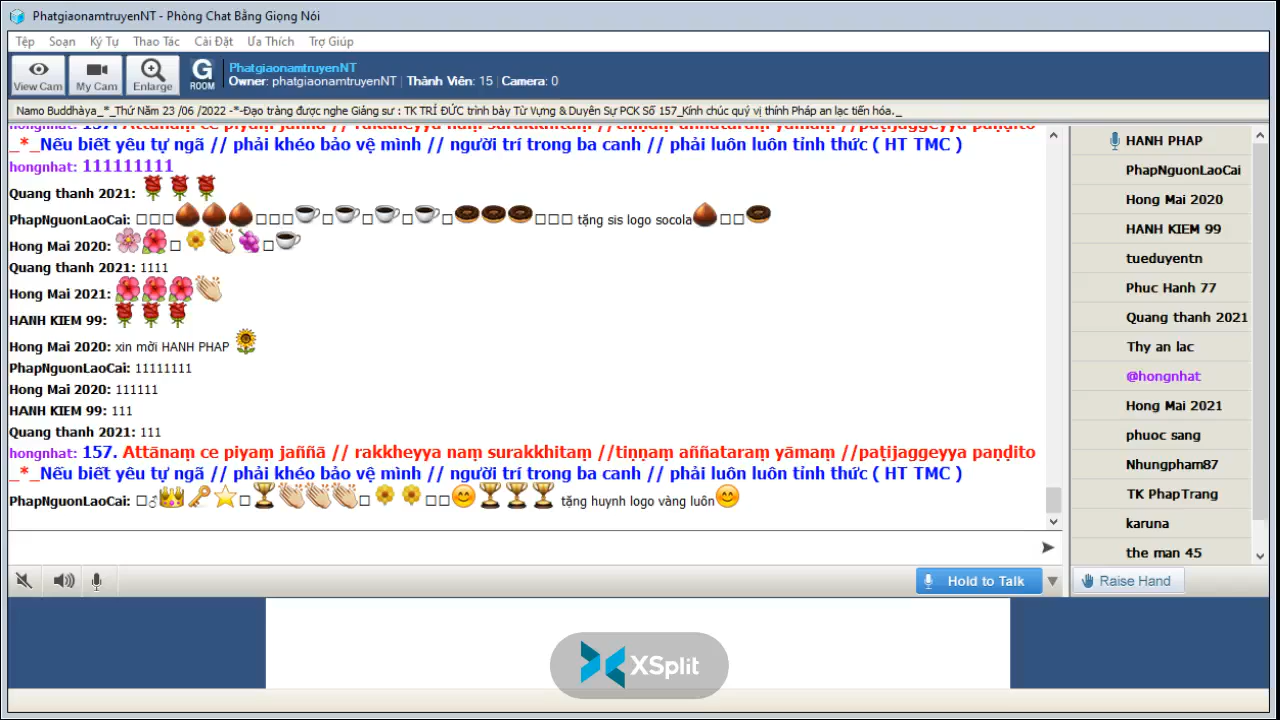 PhatgiaonamtruyenNT - Phòng Chat Bằng Giọng Nói
Tệp Soạn Ký Tự Thao Tác Cài Đặt Ưa Thích Trợ Giúp
View Cam My Cam Enlarge G ROOM
PhatgiaonamtruyenNT
Owner: phatgiaonamtruyenNT | Thành Viên: 15 | Camera: 0
Namo Buddhàya_*_Thứ Năm 23 /06 /2022 -*-Đạo tràng được nghe Giảng sư : TK TRÍ ĐỨC trình bày Từ Vựng & Duyên Sự PCK Số 157_Kính chúc quý vị thính Pháp an lạc tiến hóa._
hongnhat: 157. Attānaṃ ce piyaṃ jaññā // rakkheyya naṃ surakkhitaṃ //tiṇṇaṃ aññataraṃ yāmaṃ //paṭijaggeyya paṇḍito
_*_Nếu biết yêu tự ngã // phải khéo bảo vệ mình // người trí trong ba canh // phải luôn luôn tỉnh thức ( HT TMC )
hongnhat: 111111111
Quang thanh 2021:
PhapNguonLaoCai: tặng sis logo socola
Hong Mai 2020:
Quang thanh 2021: 1111
Hong Mai 2021:
HANH KIEM 99:
Hong Mai 2020: xin mời HANH PHAP
PhapNguonLaoCai: 11111111
Hong Mai 2020: 111111
HANH KIEM 99: 111
Quang thanh 2021: 111
hongnhat: 157. Attānaṃ ce piyaṃ jaññā // rakkheyya naṃ surakkhitaṃ //tiṇṇaṃ aññataraṃ yāmaṃ //paṭijaggeyya paṇḍito
_*_Nếu biết yêu tự ngã // phải khéo bảo vệ mình // người trí trong ba canh // phải luôn luôn tỉnh thức ( HT TMC )
PhapNguonLaoCai: tặng huynh logo vàng luôn
HANH PHAP
PhapNguonLaoCai
Hong Mai 2020
HANH KIEM 99
tueduyentn
Phuc Hanh 77
Quang thanh 2021
Thy an lac
@hongnhat
Hong Mai 2021
phuoc sang
Nhungpham87
TK PhapTrang
karuna
the man 45
Hold to Talk
Raise Hand
XSplit